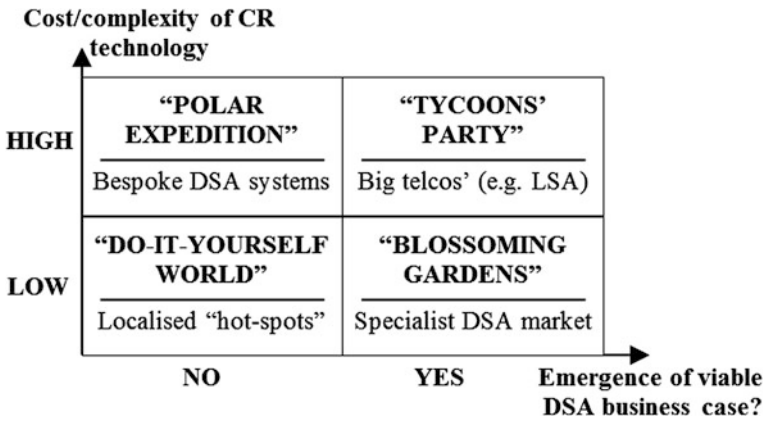 Cost/complexity of CR
technology
HIGH
“POLAR
EXPEDITION”
Bespoke DSA systems
“TYCOONS’
PARTY”
Big telcos’ (e.g. LSA)
LOW
“DO-IT-YOURSELF
WORLD”
Localised “hot-spots”
“BLOSSOMING
GARDENS”
Specialist DSA market
NO
YES
Emergence of viable
DSA business case?